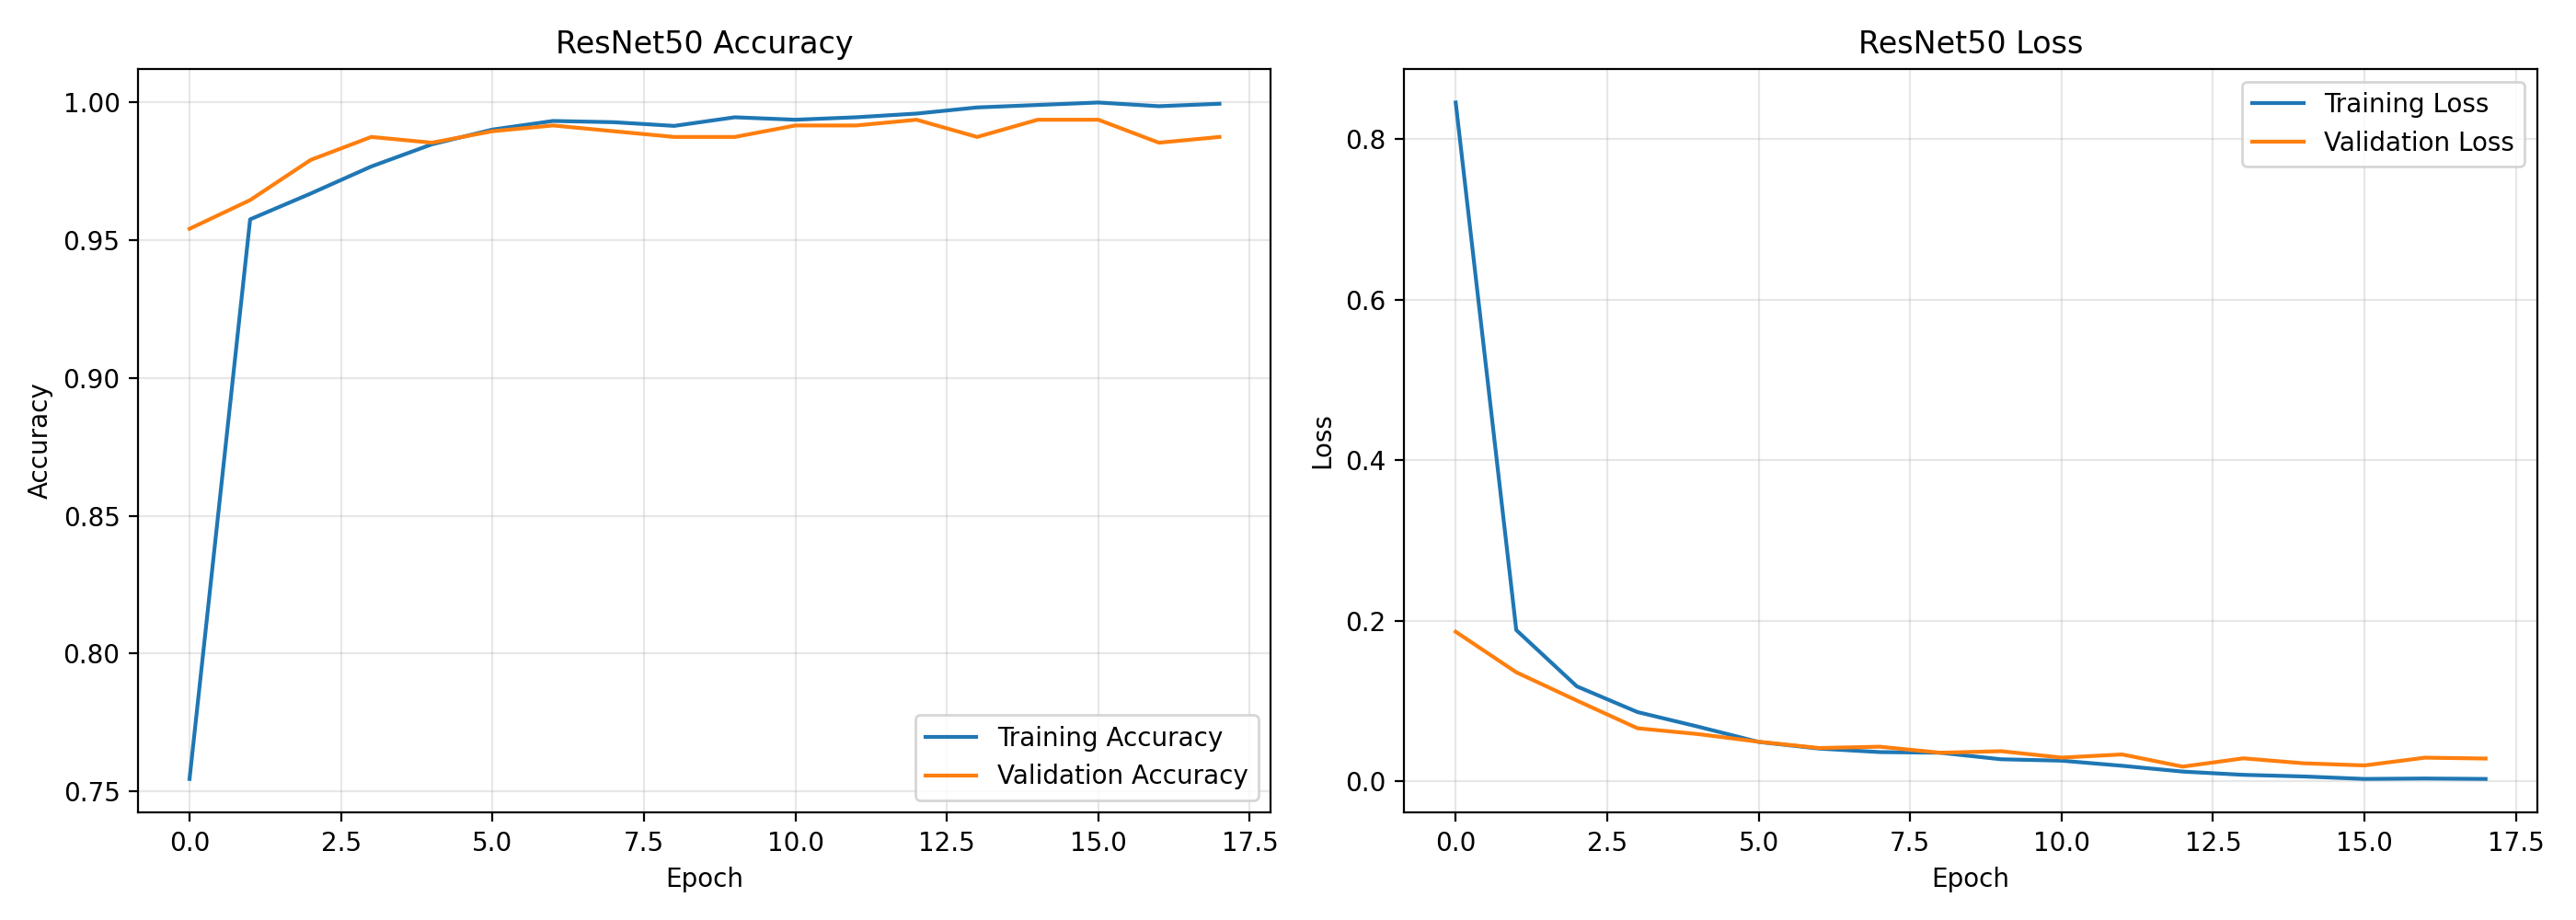 ResNet50 Accuracy
1.00
0.95
0.90
0.85
0.80
0.75
Accuracy
Training Accuracy
Validation Accuracy
0.0 2.5 5.0 7.5 10.0 12.5 15.0 17.5
Epoch
ResNet50 Loss
0.8
0.6
0.4
0.2
0.0
Loss
Training Loss
Validation Loss
0.0 2.5 5.0 7.5 10.0 12.5 15.0 17.5
Epoch